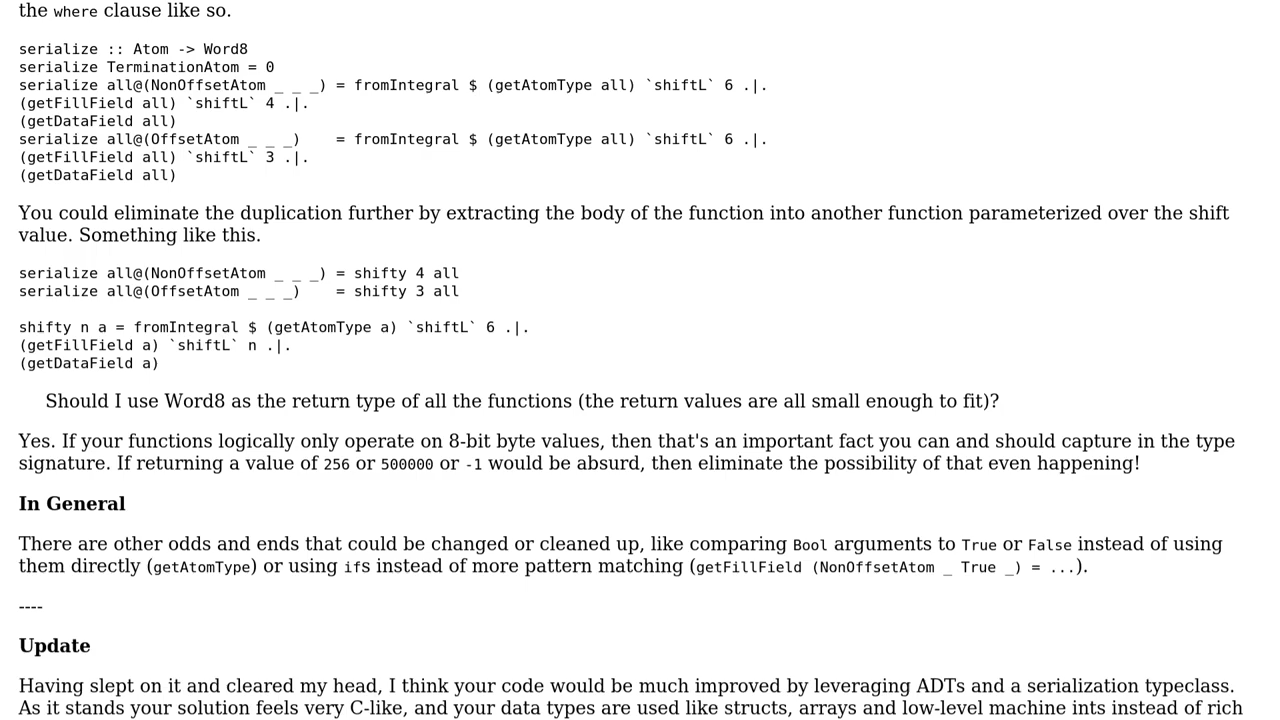 the where clause like so.
serialize :: Atom -> Word8
serialize TerminationAtom = 0
serialize all@(NonOffsetAtom _ _ _) = fromIntegral $ (getAtomType all) `shiftL` 6 .|.
(getFillField all) `shiftL` 4 .|.
(getDataField all)
serialize all@(OffsetAtom _ _ _)    = fromIntegral $ (getAtomType all) `shiftL` 6 .|.
(getFillField all) `shiftL` 3 .|.
(getDataField all)
You could eliminate the duplication further by extracting the body of the function into another function parameterized over the shift
value. Something like this.
serialize all@(NonOffsetAtom _ _ _) = shifty 4 all
serialize all@(OffsetAtom _ _ _)    = shifty 3 all
shifty n a = fromIntegral $ (getAtomType a) `shiftL` 6 .|.
(getFillField a) `shiftL` n .|.
(getDataField a)
Should I use Word8 as the return type of all the functions (the return values are all small enough to fit)?
Yes. If your functions logically only operate on 8-bit byte values, then that's an important fact you can and should capture in the type
signature. If returning a value of 256 or 500000 or -1 would be absurd, then eliminate the possibility of that even happening!
In General
There are other odds and ends that could be changed or cleaned up, like comparing Bool arguments to True or False instead of using
them directly (getAtomType) or using ifs instead of more pattern matching (getFillField (NonOffsetAtom _ True _) = ...).
----
Update
Having slept on it and cleared my head, I think your code would be much improved by leveraging ADTs and a serialization typeclass.
As it stands your solution feels very C-like, and your data types are used like structs, arrays and low-level machine ints instead of rich